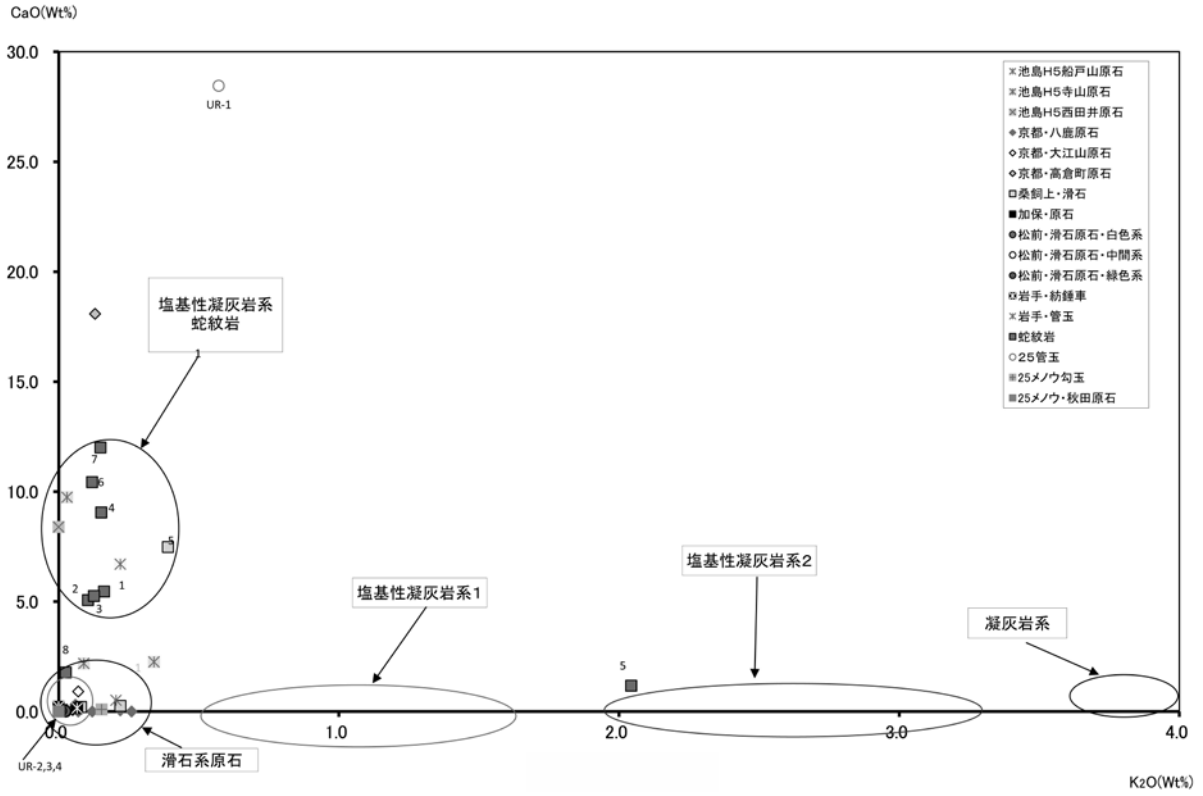 CaO(Wt%)
30.0
25.0
20.0
15.0
10.0
5.0
0.0
UR-1
池島H5船戸山原石
池島H5寺山原石
池島H5西田井原石
京都・八鹿原石
京都・大江山原石
京都・高倉町原石
桑飼上・滑石
加保・原石
松前・滑石原石・白色系
松前・滑石原石・中間系
松前・滑石原石・緑色系
岩手・紡錘車
岩手・管玉
蛇紋岩
25管玉
25メノウ勾玉
25メノウ・秋田原石
塩基性凝灰岩系
蛇紋岩
1
7
6
4
5
2
1
3
8
1
塩基性凝灰岩系1
塩基性凝灰岩系2
凝灰岩系
5
0.0
1.0
2.0
3.0
4.0
UR-2,3,4
滑石系原石
K2O(Wt%)